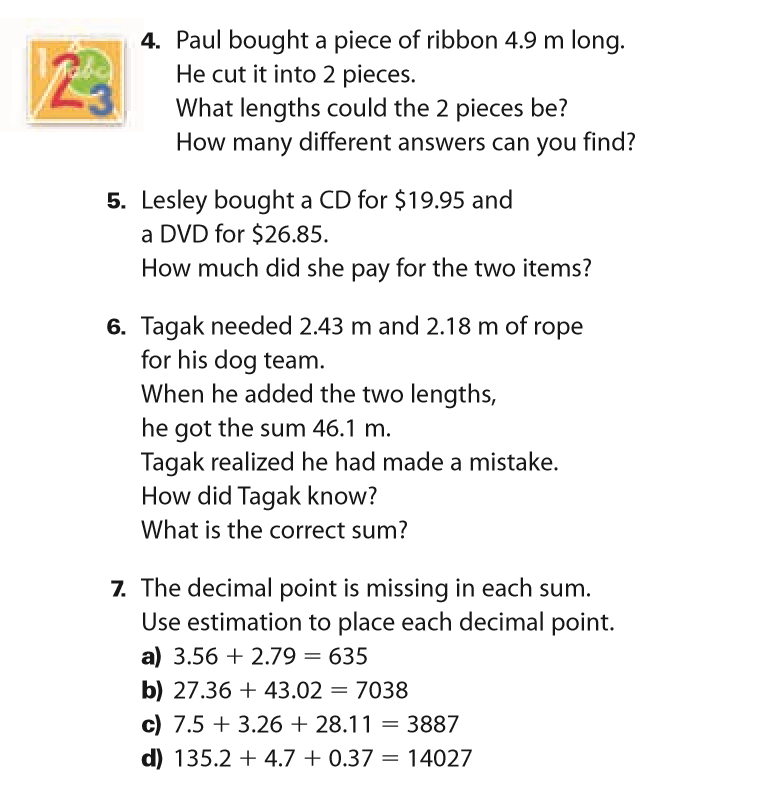 4. Paul bought a piece of ribbon 4.9 m long.
He cut it into 2 pieces.
What lengths could the 2 pieces be?
How many different answers can you find?
1 abc 2 3
5. Lesley bought a CD for $19.95 and
a DVD for $26.85.
How much did she pay for the two items?
6. Tagak needed 2.43 m and 2.18 m of rope
for his dog team.
When he added the two lengths,
he got the sum 46.1 m.
Tagak realized he had made a mistake.
How did Tagak know?
What is the correct sum?
7. The decimal point is missing in each sum.
Use estimation to place each decimal point.
a) 3.56 + 2.79 = 635
b) 27.36 + 43.02 = 7038
c) 7.5 + 3.26 + 28.11 = 3887
d) 135.2 + 4.7 + 0.37 = 14027